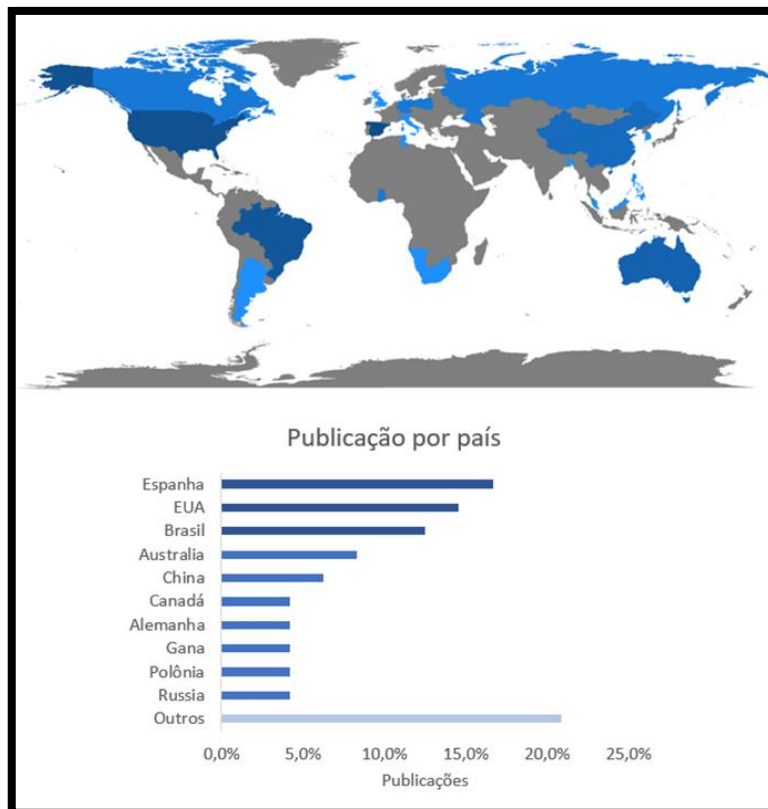 Publicação por país
Espanha
EUA
Brasil
Australia
China
Canadá
Alemanha
Gana
Polônia
Russia
Outros
0,0% 5,0% 10,0% 15,0% 20,0% 25,0%
Publicações